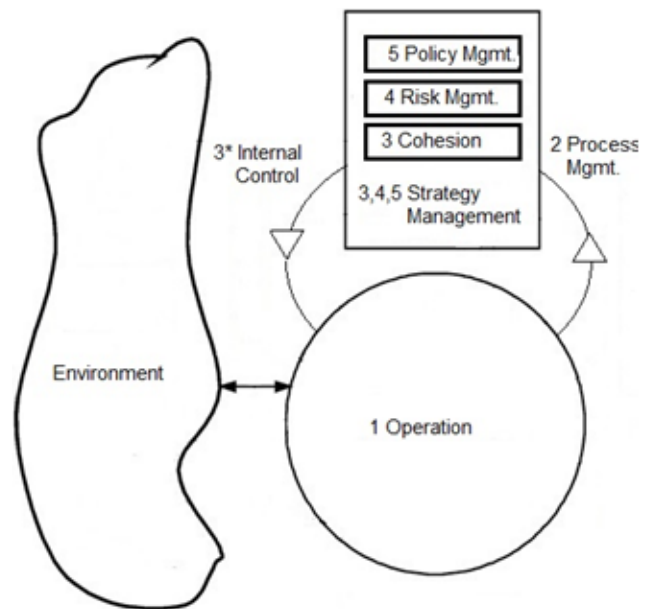 5 Policy Mgmt.
4 Risk Mgmt.
3 Cohesion
3* Internal
Control
2 Process
Mgmt.
3,4,5 Strategy
Management
Environment
1 Operation